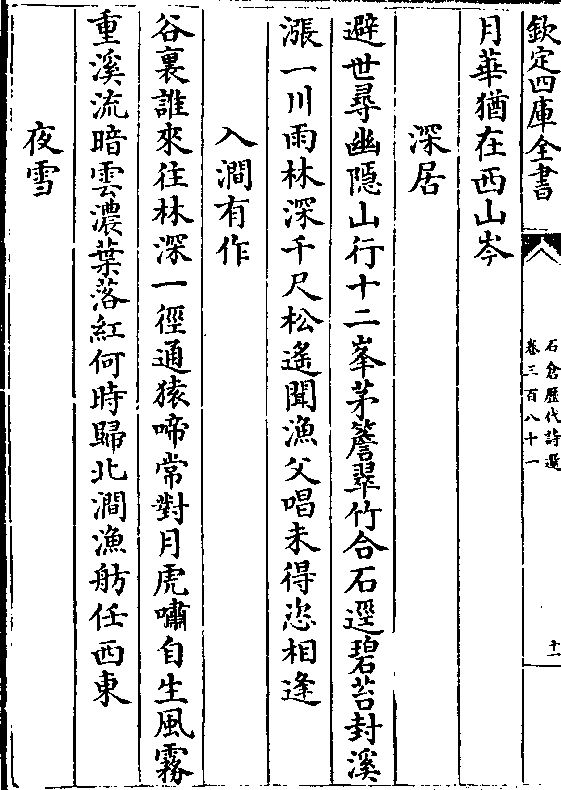 欽定四庫全書
石倉歷代詩選
卷三百八十一
十一
月華猶在西山岑
深居
避世尋幽隱山行十二峯茅簷翠竹合石逕碧苔封溪
漲一川雨林深千尺松遙聞漁父唱未得恣相逢
入澗有作
谷裏誰來往林深一徑通猿啼常對月虎嘯自生風霧
重溪流暗雲濃葉落紅何時歸北澗漁舫任西東
夜雪